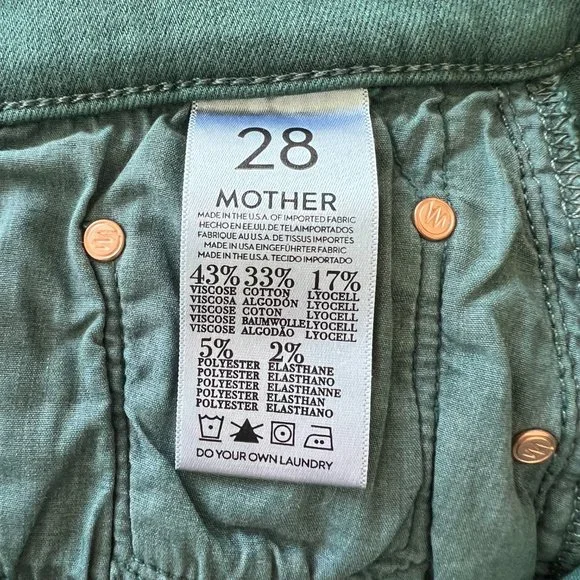 28
MOTHER
MADE IN THE U.S.A. OF IMPORTED FABRIC
HECHO EN EE.UU. DE TELAIMPORTADOS
FABRIQUE AU U.S.A. DE TISSUS IMPORTES
MADE IN USA EINGEFÜHRTER FABRIC
MADE IN THE U.S.A. TECIDO IMPORTADO
43% 33% 17%
VISCOSE COTTON LYOCELL
VISCOSA ALGODÓN LYOCELL
VISCOSE COTON LYOCELL
VISCOSE BAUMWOLLE LYOCELL
VISCOSE ALGODÃO LYOCELL
5% 2%
POLYESTER ELASTHANE
POLYESTER ELASTHANO
POLYESTER ELASTHANNE
POLYESTER ELASTHAN
POLYESTER ELASTHANO
DO YOUR OWN LAUNDRY